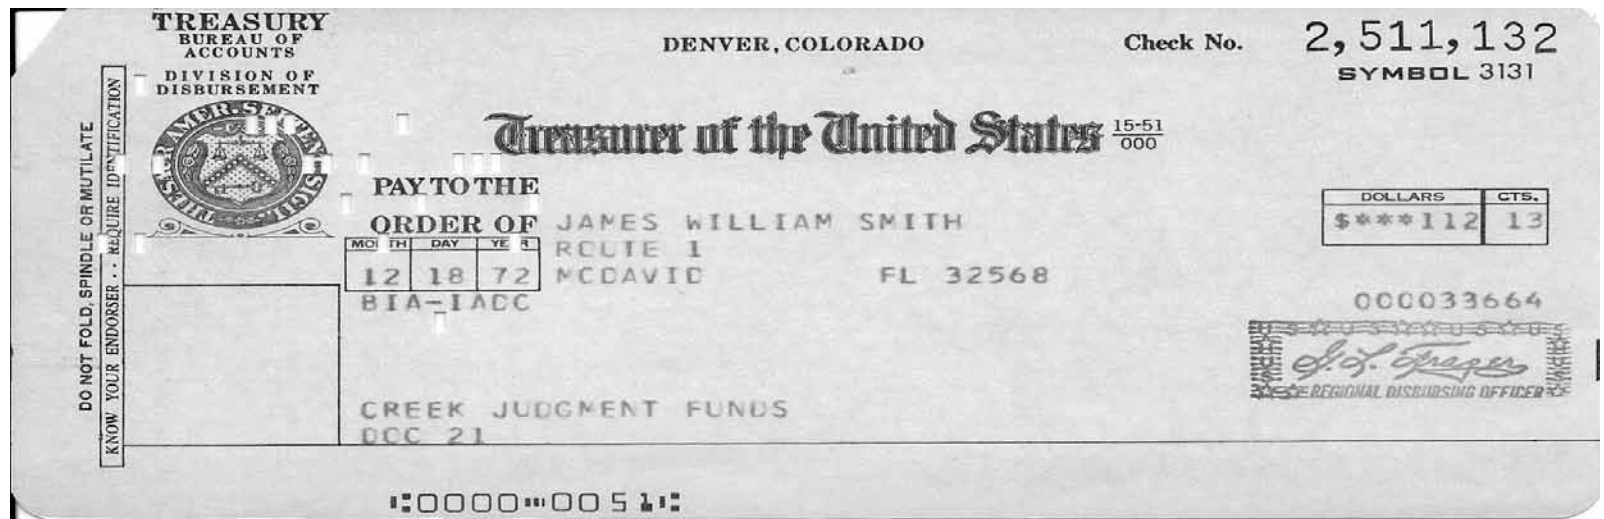 TREASURY
BUREAU OF
ACCOUNTS
DIVISION OF
DISBURSEMENT
DENVER, COLORADO
Check No. 2,511,132
SYMBOL 3131
Treasurer of the United States 15-51
000
DO NOT FOLD, SPINDLE OR MUTILATE
KNOW YOUR ENDORSER .. REQUIRE IDENTIFICATION
PAY TO THE
ORDER OF JAMES WILLIAM SMITH
ROUTE 1
MCDAVID FL 32568
DOLLARS CTS.
$***112 13
MONTH DAY YEAR
12 18 72
BIA-IADC
000033664
G. L. Frager
REGIONAL DISBURSING OFFICER
CREEK JUDGMENT FUNDS
DOC 21
⑆0000⑉0051⑆